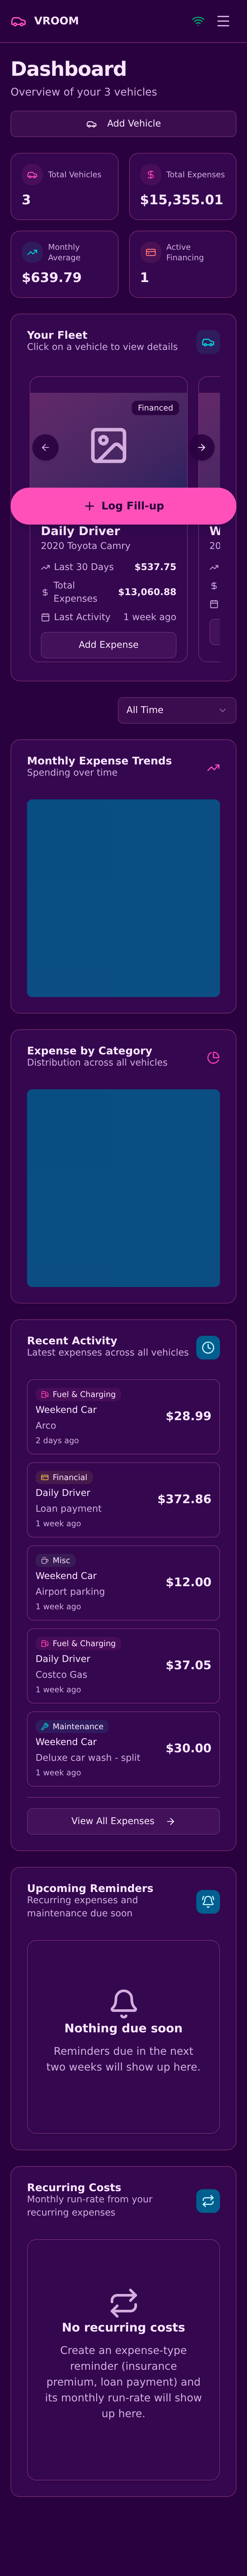 VROOM
Dashboard
Overview of your 3 vehicles
Add Vehicle
Total Vehicles
3
Total Expenses
$15,355.01
Monthly
Average
$639.79
Active
Financing
1
Your Fleet
Click on a vehicle to view details
Financed
Log Fill-up
Daily Driver
2020 Toyota Camry
Last 30 Days
$537.75
Total
Expenses
$13,060.88
Last Activity
1 week ago
Add Expense
W
20
All Time
Monthly Expense Trends
Spending over time
Expense by Category
Distribution across all vehicles
Recent Activity
Latest expenses across all vehicles
Fuel & Charging
Weekend Car
Arco
2 days ago
$28.99
Financial
Daily Driver
Loan payment
1 week ago
$372.86
Misc
Weekend Car
Airport parking
1 week ago
$12.00
Fuel & Charging
Daily Driver
Costco Gas
1 week ago
$37.05
Maintenance
Weekend Car
Deluxe car wash - split
1 week ago
$30.00
View All Expenses
Upcoming Reminders
Recurring expenses and
maintenance due soon
Nothing due soon
Reminders due in the next
two weeks will show up here.
Recurring Costs
Monthly run-rate from your
recurring expenses
No recurring costs
Create an expense-type
reminder (insurance
premium, loan payment) and
its monthly run-rate will show
up here.